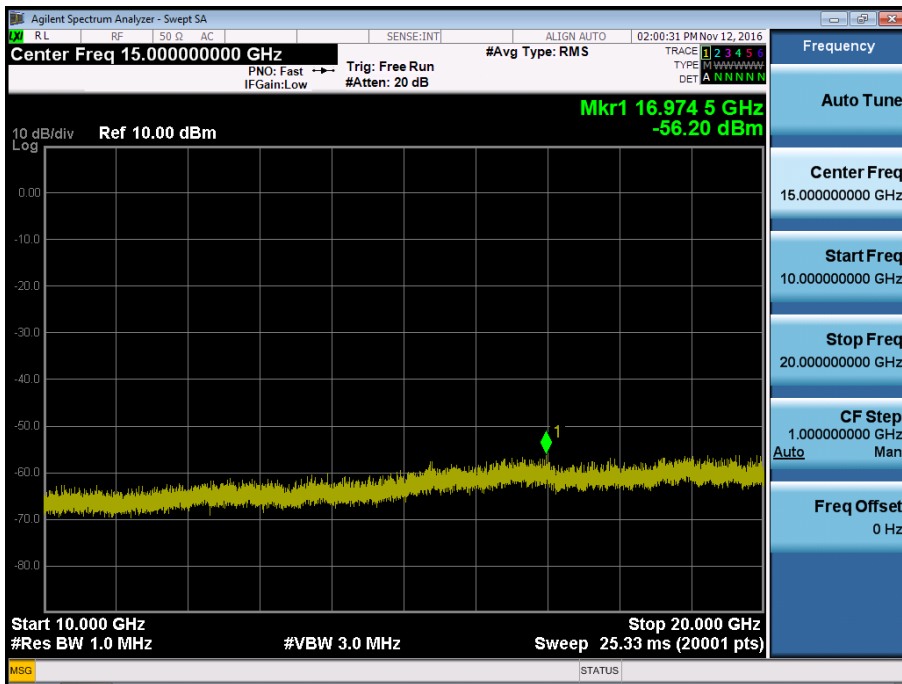 Agilent Spectrum Analyzer - Swept SA
LXI RL RF 50 Ω AC SENSE:INT ALIGN AUTO 02:00:31 PM Nov 12, 2016
Center Freq 15.000000000 GHz
PNO: Fast
IFGain:Low
Trig: Free Run
#Atten: 20 dB
#Avg Type: RMS
TRACE 1 2 3 4 5 6
TYPE M WWWWW
DET A N N N N N
Mkr1 16.974 5 GHz
-56.20 dBm
10 dB/div
Log
Ref 10.00 dBm
0.00
-10.0
-20.0
-30.0
-40.0
-50.0
-60.0
-70.0
-80.0
1
Start 10.000 GHz
Stop 20.000 GHz
#Res BW 1.0 MHz
#VBW 3.0 MHz
Sweep 25.33 ms (20001 pts)
MSG
STATUS
Frequency
Auto Tune
Center Freq
15.000000000 GHz
Start Freq
10.000000000 GHz
Stop Freq
20.000000000 GHz
CF Step
1.000000000 GHz
Auto Man
Freq Offset
0 Hz